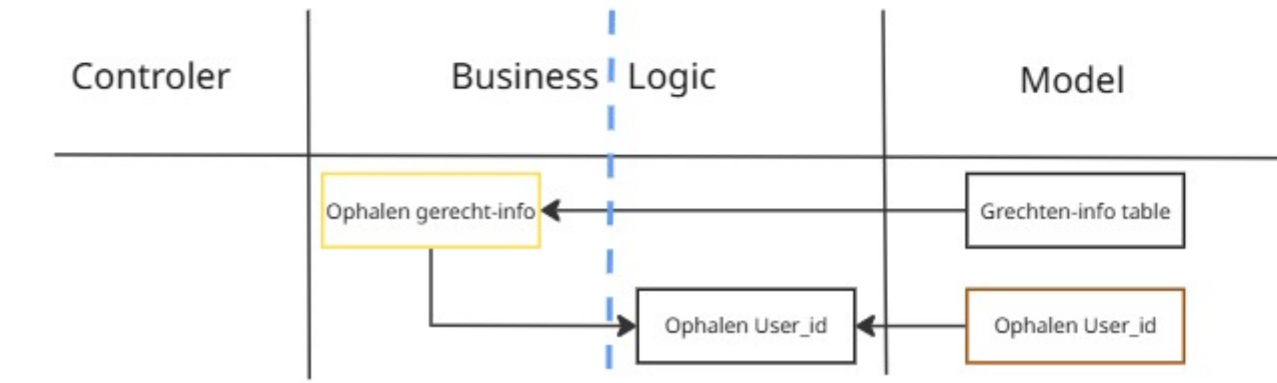 Controler
Business Logic
Model
Ophalen gerecht-info
Grechten-info table
Ophalen User_id
Ophalen User_id